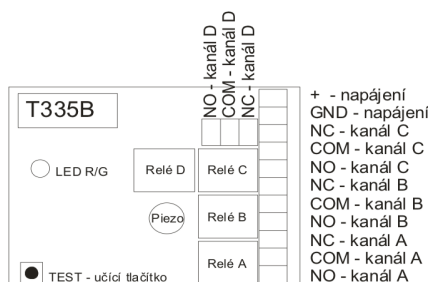 NO - kanál D
COM - kanál D
NC - kanál D
T335B
LED R/G
Relé D
Relé C
Piezo
Relé B
Relé A
TEST - učící tlačítko
+ - napájení
GND - napájení
NC - kanál C
COM - kanál C
NO - kanál C
NC - kanál B
COM - kanál B
NO - kanál B
NC - kanál A
COM - kanál A
NO - kanál A